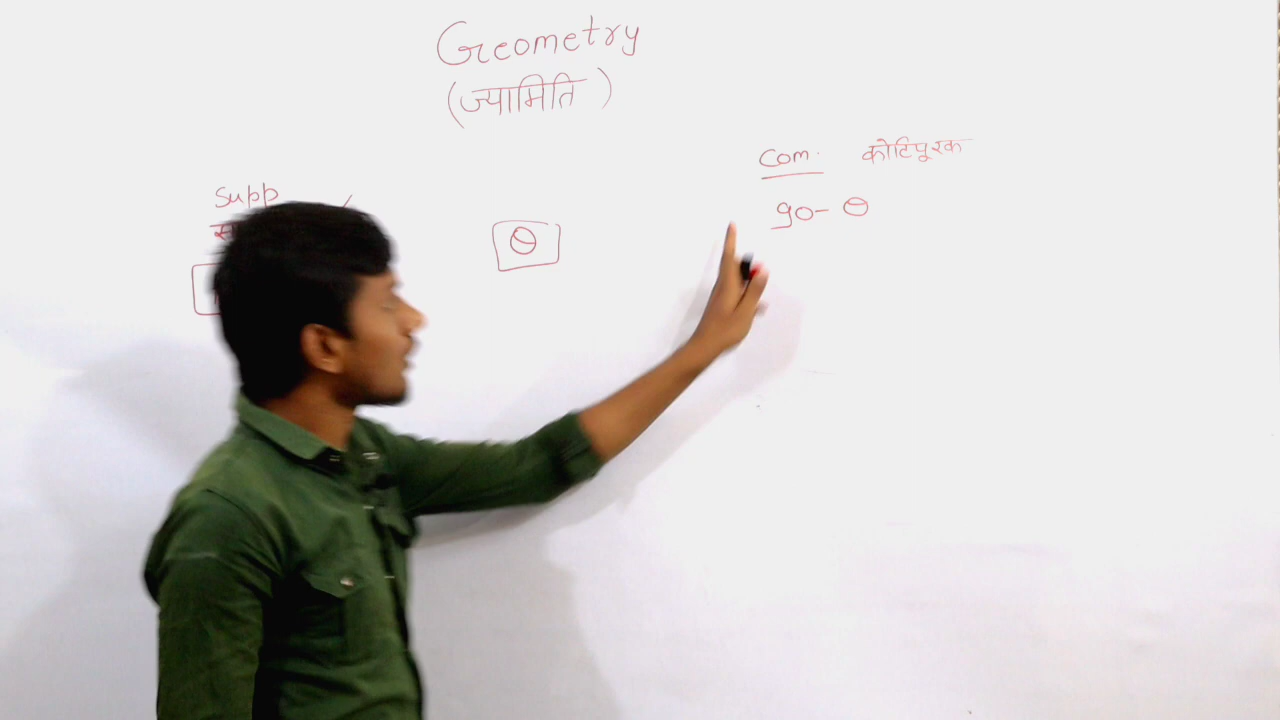 Geometry
(ज्यामिति)
Com. कोटिपूरक
Supp
90- θ
θ